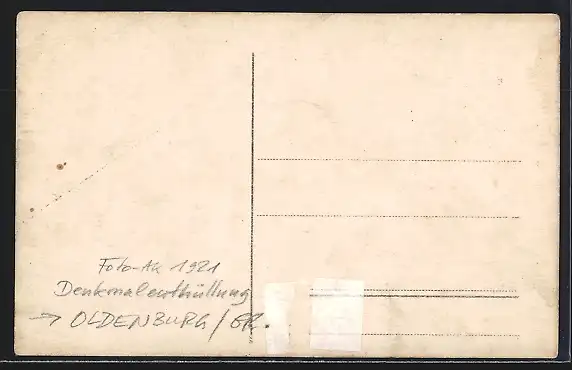 Foto-AK 1921
Denkmalenthüllung
→ OLDENBURG / Gr.